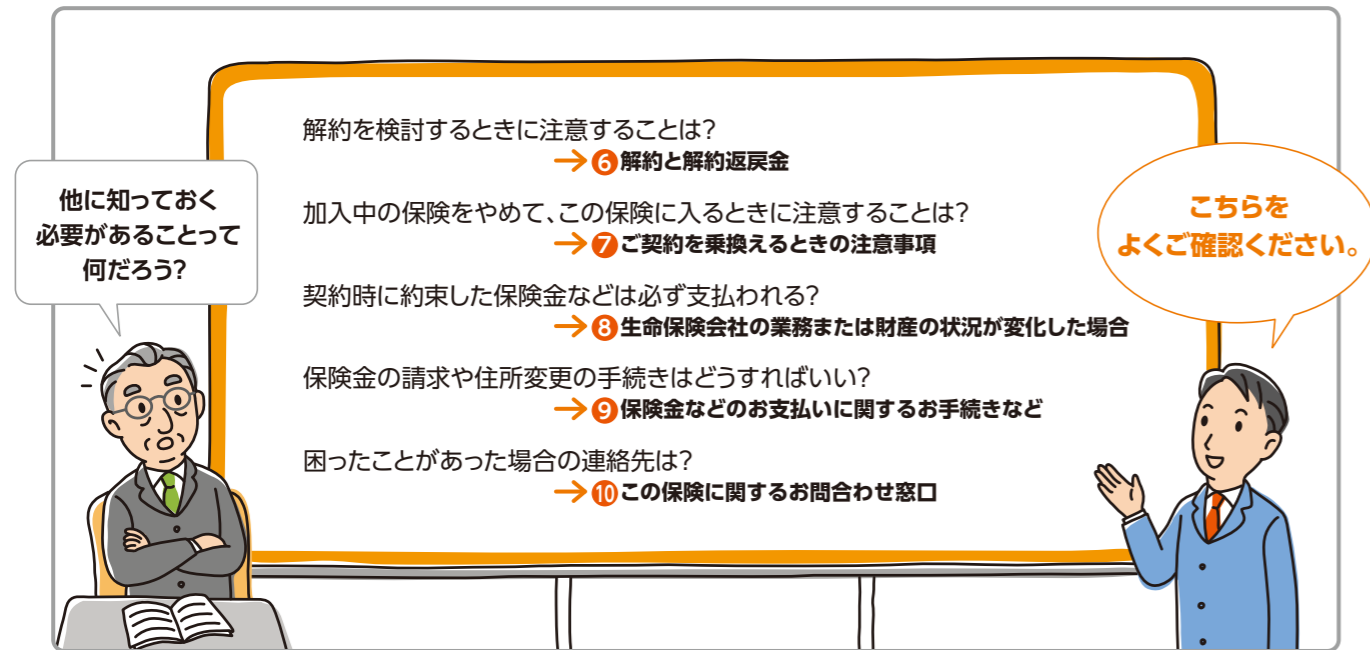 他に知っておく
必要があることって
何だろう?
解約を検討するときに注意することは?
→❻解約と解約返戻金
加入中の保険をやめて、この保険に入るときに注意することは?
→❼ご契約を乗換えるときの注意事項
契約時に約束した保険金などは必ず支払われる?
→❽生命保険会社の業務または財産の状況が変化した場合
保険金の請求や住所変更の手続きはどうすればいい?
→❾保険金などのお支払いに関するお手続きなど
困ったことがあった場合の連絡先は?
→❿この保険に関するお問合わせ窓口
こちらを
よくご確認ください。